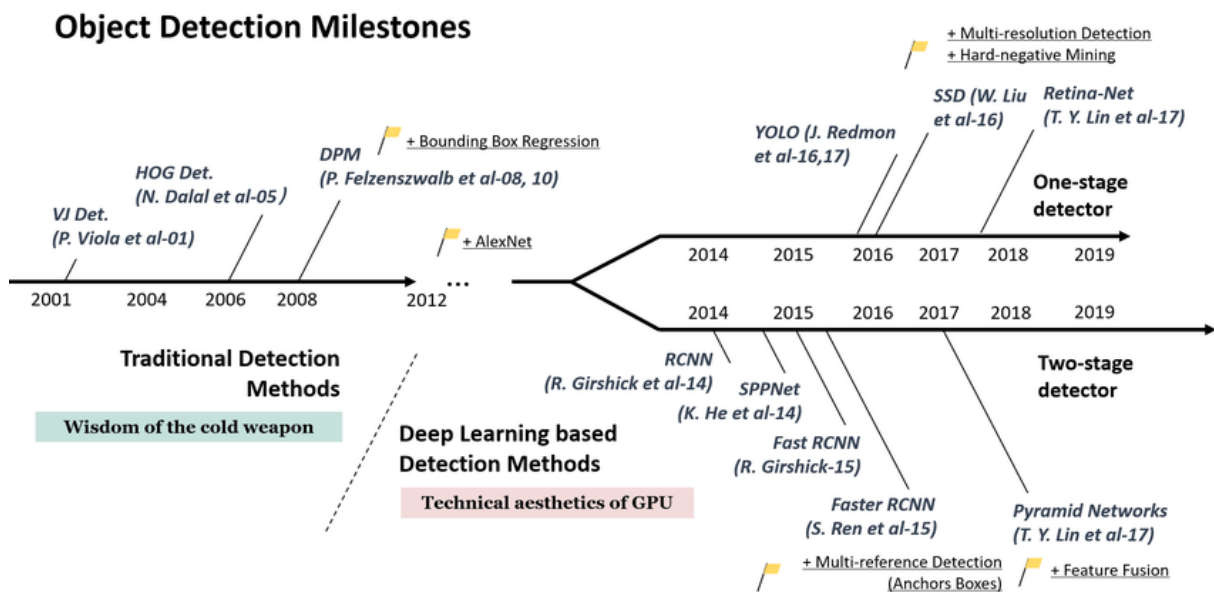 Object Detection Milestones
+ Multi-resolution Detection
+ Hard-negative Mining
SSD (W. Liu
et al-16)
Retina-Net
(T. Y. Lin et al-17)
YOLO (J. Redmon
et al-16,17)
+ Bounding Box Regression
DPM
(P. Felzenszwalb et al-08, 10)
HOG Det.
(N. Dalal et al-05)
VJ Det.
(P. Viola et al-01)
+ AlexNet
One-stage
detector
2014 2015 2016 2017 2018 2019
...
2001 2004 2006 2008 2012
2014 2015 2016 2017 2018 2019
Traditional Detection
Methods
Wisdom of the cold weapon
Deep Learning based
Detection Methods
Technical aesthetics of GPU
Two-stage
detector
RCNN
(R. Girshick et al-14)
SPPNet
(K. He et al-14)
Fast RCNN
(R. Girshick-15)
Faster RCNN
(S. Ren et al-15)
Pyramid Networks
(T. Y. Lin et al-17)
+ Multi-reference Detection
(Anchors Boxes)
+ Feature Fusion